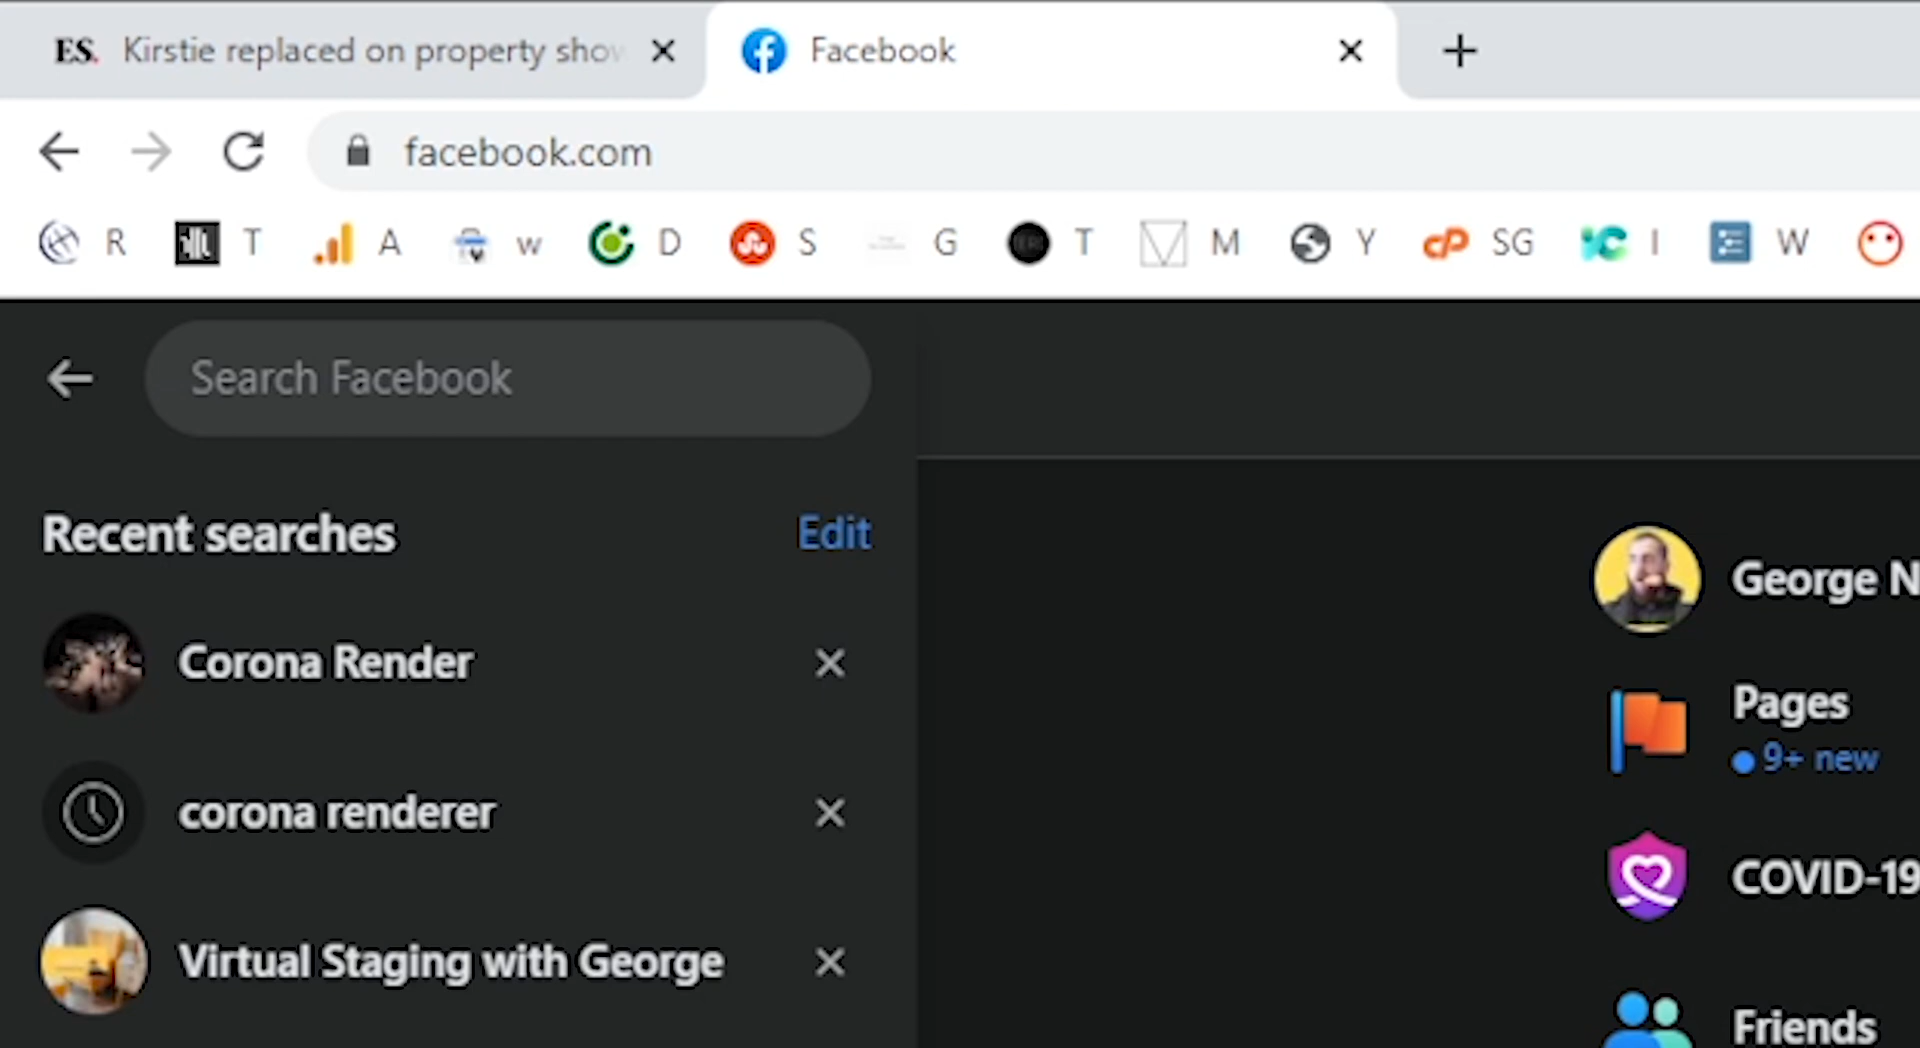 ES. Kirstie replaced on property show
Facebook
facebook.com
R T A w D S G T M Y cP SG I W
Search Facebook
Recent searches Edit
Corona Render
corona renderer
Virtual Staging with George
George N
Pages
9+ new
COVID-19
Friends